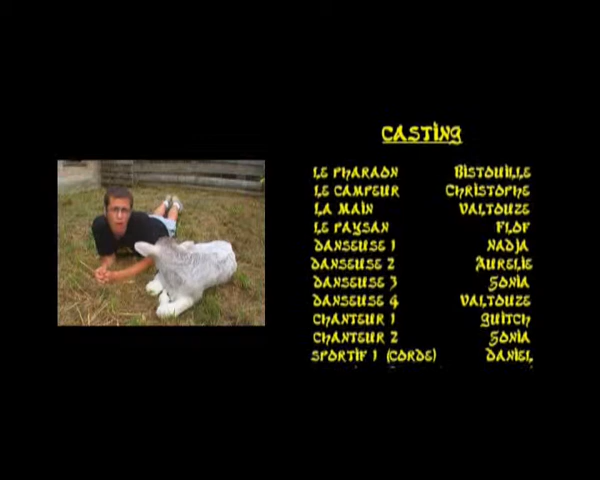 CASTING
LE PHARAON BISTOUILLE
LE CAMPEUR CHRISTOPHE
LA MAIN VALTOUZE
LE PAYSAN FLOF
DANSEUSE 1 NADJA
DANSEUSE 2 AURELIE
DANSEUSE 3 SONIA
DANSEUSE 4 VALTOUZE
CHANTEUR 1 GUITCH
CHANTEUR 2 SONIA
SPORTIF 1 (CORDE) DANIEL